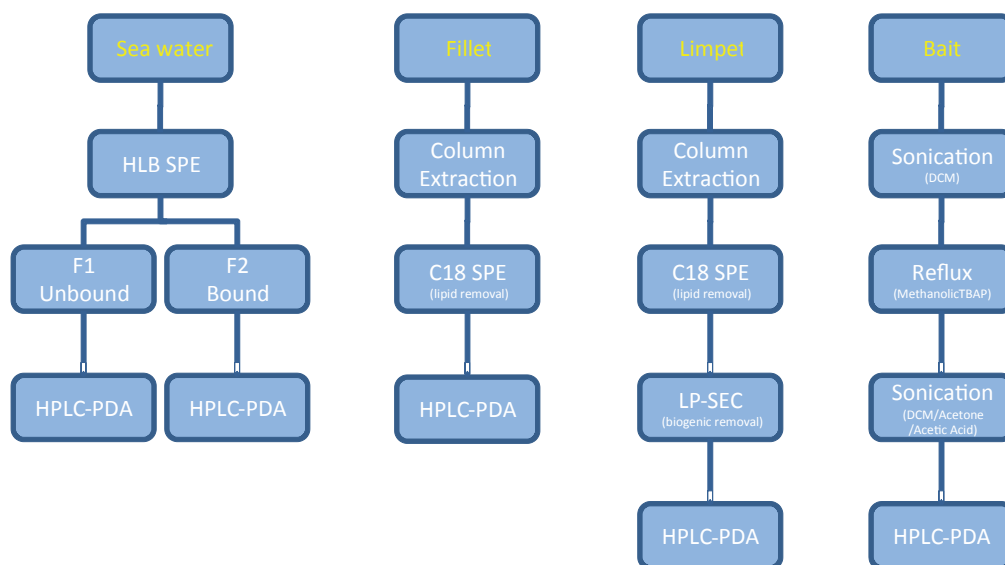 Sea water
HLB SPE
F1
Unbound
F2
Bound
HPLC-PDA
HPLC-PDA
Fillet
Column
Extraction
C18 SPE
(lipid removal)
HPLC-PDA
Limpet
Column
Extraction
C18 SPE
(lipid removal)
LP-SEC
(biogenic removal)
HPLC-PDA
Bait
Sonication
(DCM)
Reflux
(MethanolicTBAP)
Sonication
(DCM/Acetone
/Acetic Acid)
HPLC-PDA